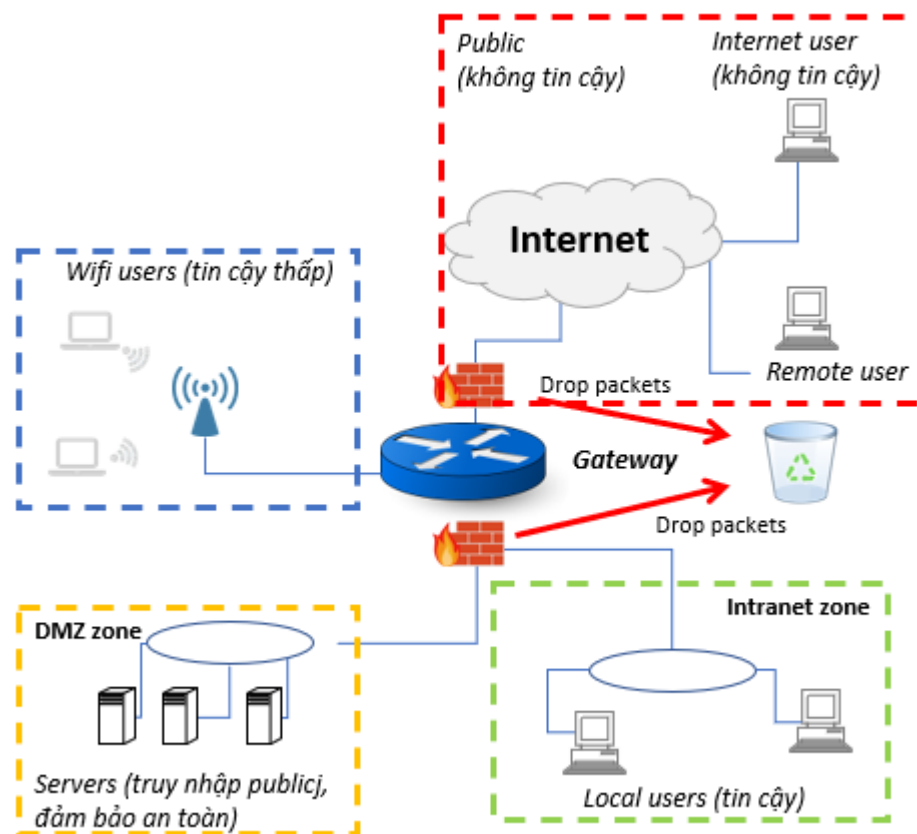 Public
(không tin cậy)
Internet user
(không tin cậy)
Internet
Wifi users (tin cậy thấp)
Remote user
Drop packets
Gateway
Drop packets
DMZ zone
Intranet zone
Servers (truy nhập publicj,
đảm bảo an toàn)
Local users (tin cậy)